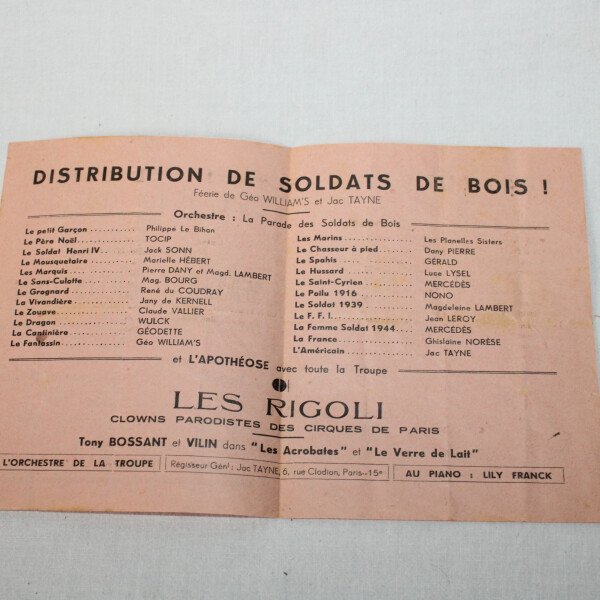 DISTRIBUTION DE SOLDATS DE BOIS !
Féerie de Géo WILLIAM'S et Jac TAYNE
Orchestre : La Parade des Soldats de Bois
Le petit Garçon ........ Philippe Le Bihan
Le Père Noël ........ TOCIP
Le Soldat Henri IV ........ Jack SONN
Le Mousquetaire ........ Marielle HÉBERT
Les Marquis ........ Pierre DANY et Magd. LAMBERT
Le Sans-Culotte ........ Mag. BOURG
Le Grognard ........ René du COUDRAY
La Vivandière ........ Jany de KERNELL
Le Zouave ........ Claude VALLIER
Le Dragon ........ WULCK
La Cantinière ........ GÉODETTE
Le Fantassin ........ Géo WILLIAM'S
Les Marins ........ Les Planelles Sisters
Le Chasseur à pied ........ Dany PIERRE
Le Spahis ........ GÉRALD
Le Hussard ........ Luce LYSEL
Le Saint-Cyrien ........ MERCÉDÈS
Le Poilu 1916 ........ NONO
Le Soldat 1939 ........ Magdeleine LAMBERT
Le F. F. I. ........ Jean LEROY
La Femme Soldat 1944 ........ MERCÉDÈS
La France ........ Ghislaine NORÈSE
L'Américain ........ Jac TAYNE
et L'APOTHÉOSE avec toute la Troupe
LES RIGOLI
CLOWNS PARODISTES DES CIRQUES DE PARIS
Tony BOSSANT et VILIN dans "Les Acrobates" et "Le Verre de Lait"
L'ORCHESTRE DE LA TROUPE
Régisseur Génl : Jac TAYNE, 6, rue Clodion, Paris-15e
AU PIANO : LILY FRANCK